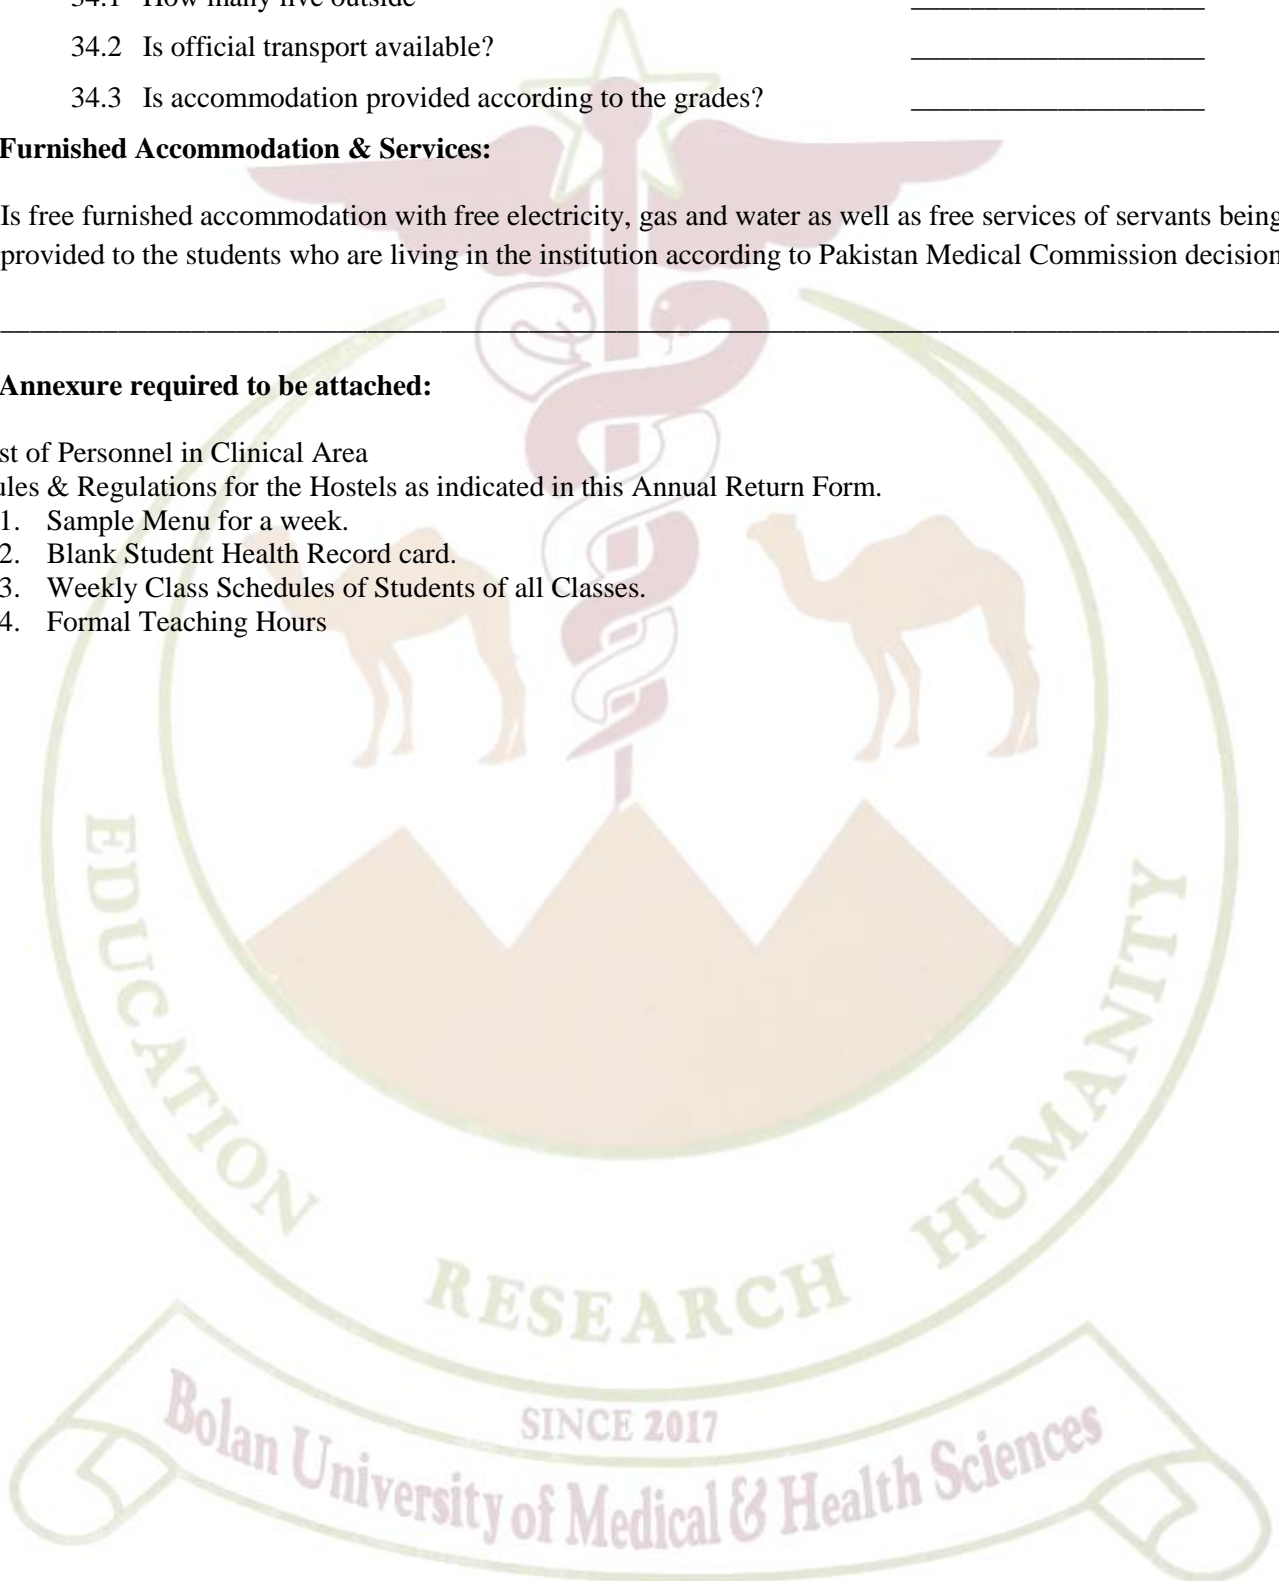 34.1 How many live outside ____________________
34.2 Is official transport available? ____________________
34.3 Is accommodation provided according to the grades? ____________________
Furnished Accommodation & Services:
Is free furnished accommodation with free electricity, gas and water as well as free services of servants being
provided to the students who are living in the institution according to Pakistan Medical Commission decision
Annexure required to be attached:
st of Personnel in Clinical Area
ules & Regulations for the Hostels as indicated in this Annual Return Form.
1. Sample Menu for a week.
2. Blank Student Health Record card.
3. Weekly Class Schedules of Students of all Classes.
4. Formal Teaching Hours
EDUCATION
RESEARCH
HUMANITY
SINCE 2017
Bolan University of Medical & Health Sciences